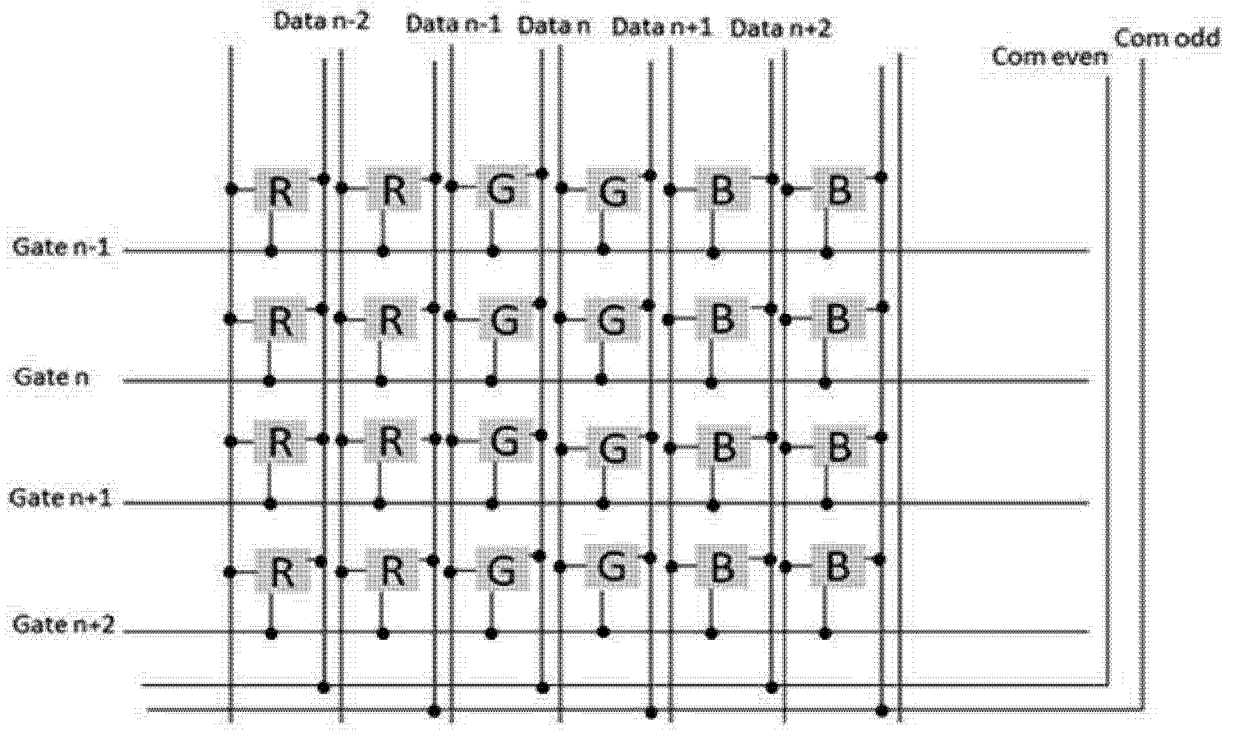 Data n-2 Data n-1 Data n Data n+1 Data n+2
Com even Com odd
R R G G B B
Gate n-1
R R G G B B
Gate n
R R G G B B
Gate n+1
R R G G B B
Gate n+2